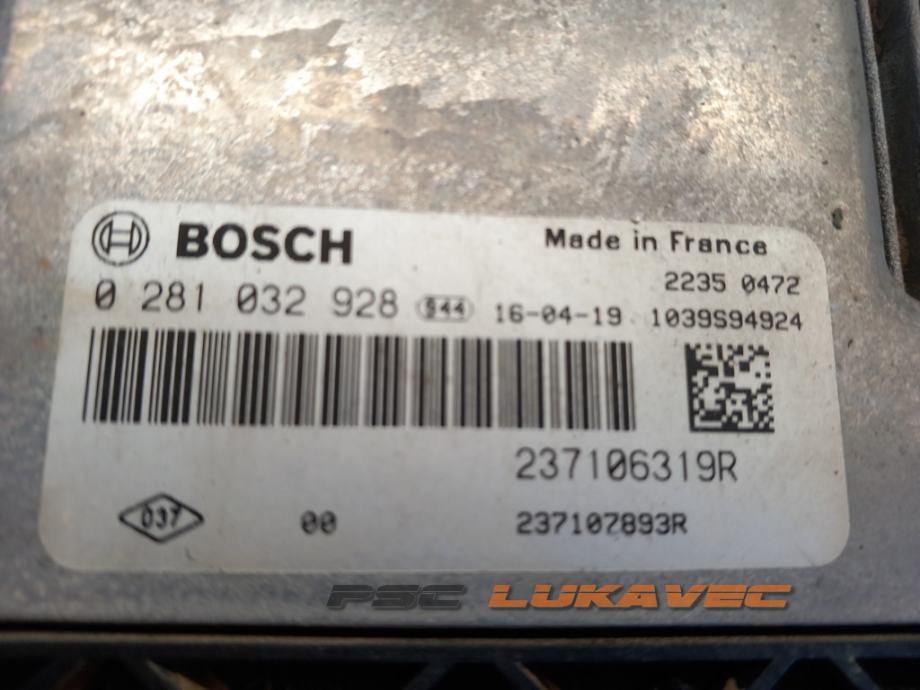 BOSCH
Made in France
2235 0472
0 281 032 928 944 16-04-19 1039S94924
237106319R
037 00 237107893R
PSC LUKAVEC